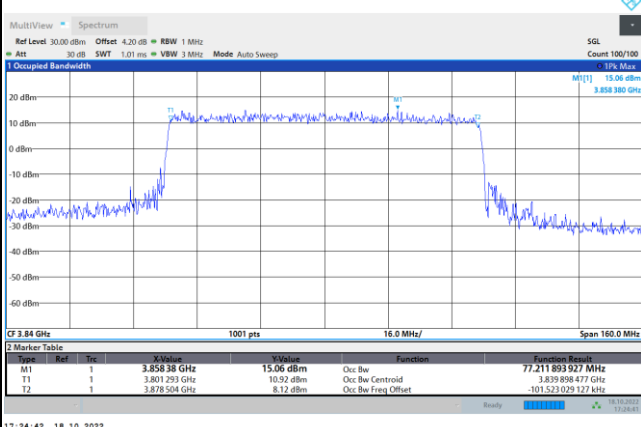 MultiView Spectrum
Ref Level 30.00 dBm Offset 4.20 dB RBW 1 MHz SGL
Att 30 dB SWT 1.01 ms VBW 3 MHz Mode Auto Sweep Count 100/100
1 Occupied Bandwidth 1Pk Max
M1[1] 15.06 dBm
3.858 380 GHz
20 dBm
M1
T1
T2
10 dBm
0 dBm
-10 dBm
-20 dBm
-30 dBm
-40 dBm
-50 dBm
-60 dBm
CF 3.84 GHz 1001 pts 16.0 MHz/ Span 160.0 MHz
2 Marker Table
Type Ref Trc X-Value Y-Value Function Function Result
M1 1 3.858 38 GHz 15.06 dBm Occ Bw 77.211 893 927 MHz
T1 1 3.801 293 GHz 10.92 dBm Occ Bw Centroid 3.839 898 477 GHz
T2 1 3.878 504 GHz 8.12 dBm Occ Bw Freq Offset -101.523 029 127 kHz
Ready 18.10.2022
17:24:41